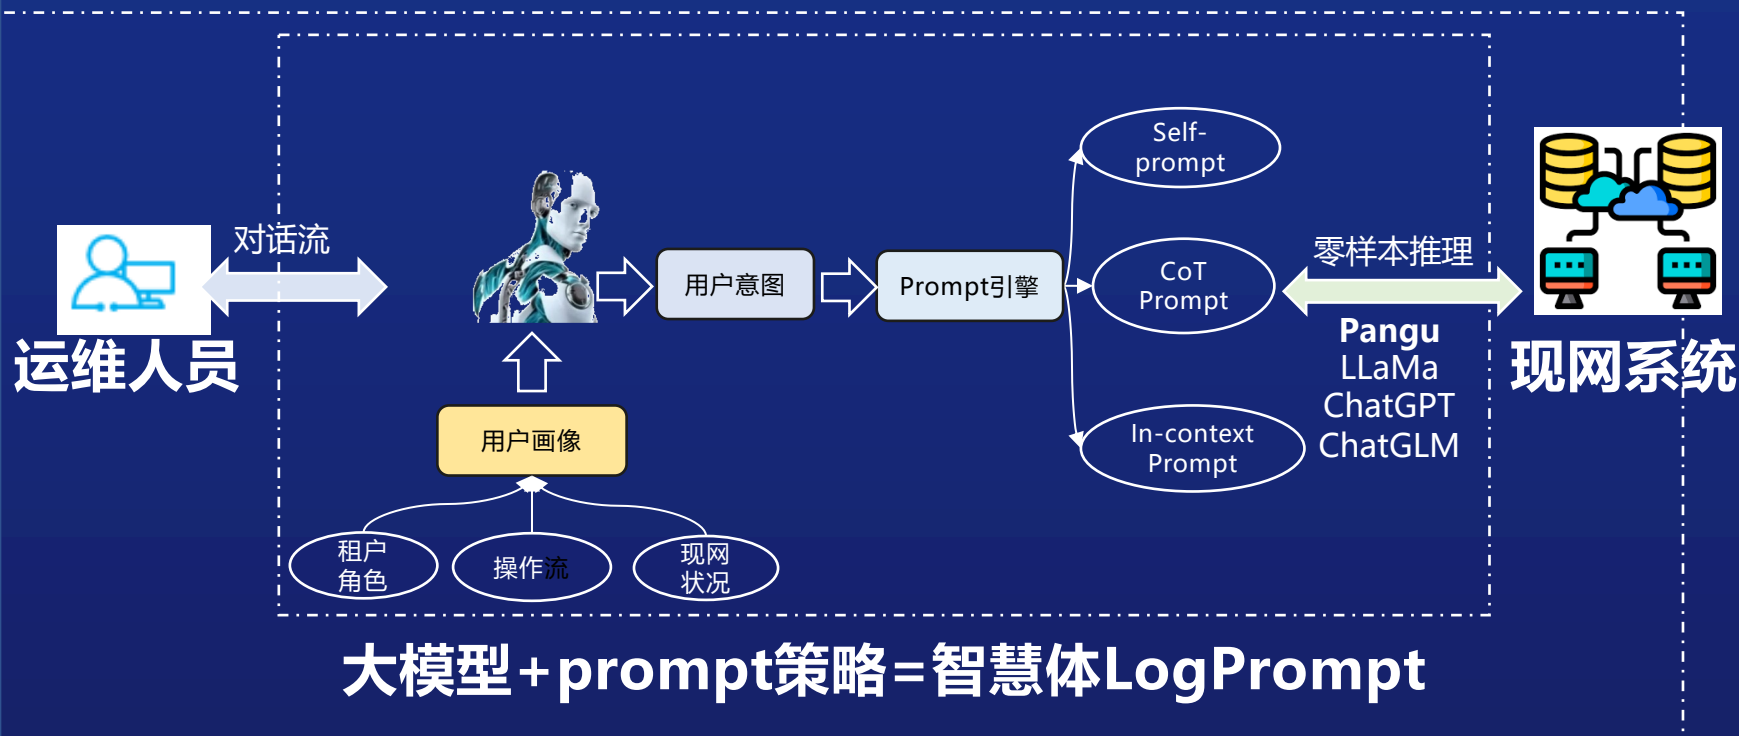 对话流
运维人员
用户意图
Prompt引擎
用户画像
租户
角色
操作流
现网
状况
Self-
prompt
CoT
Prompt
In-context
Prompt
零样本推理
Pangu
LLaMa
ChatGPT
ChatGLM
现网系统
大模型+prompt策略=智慧体LogPrompt